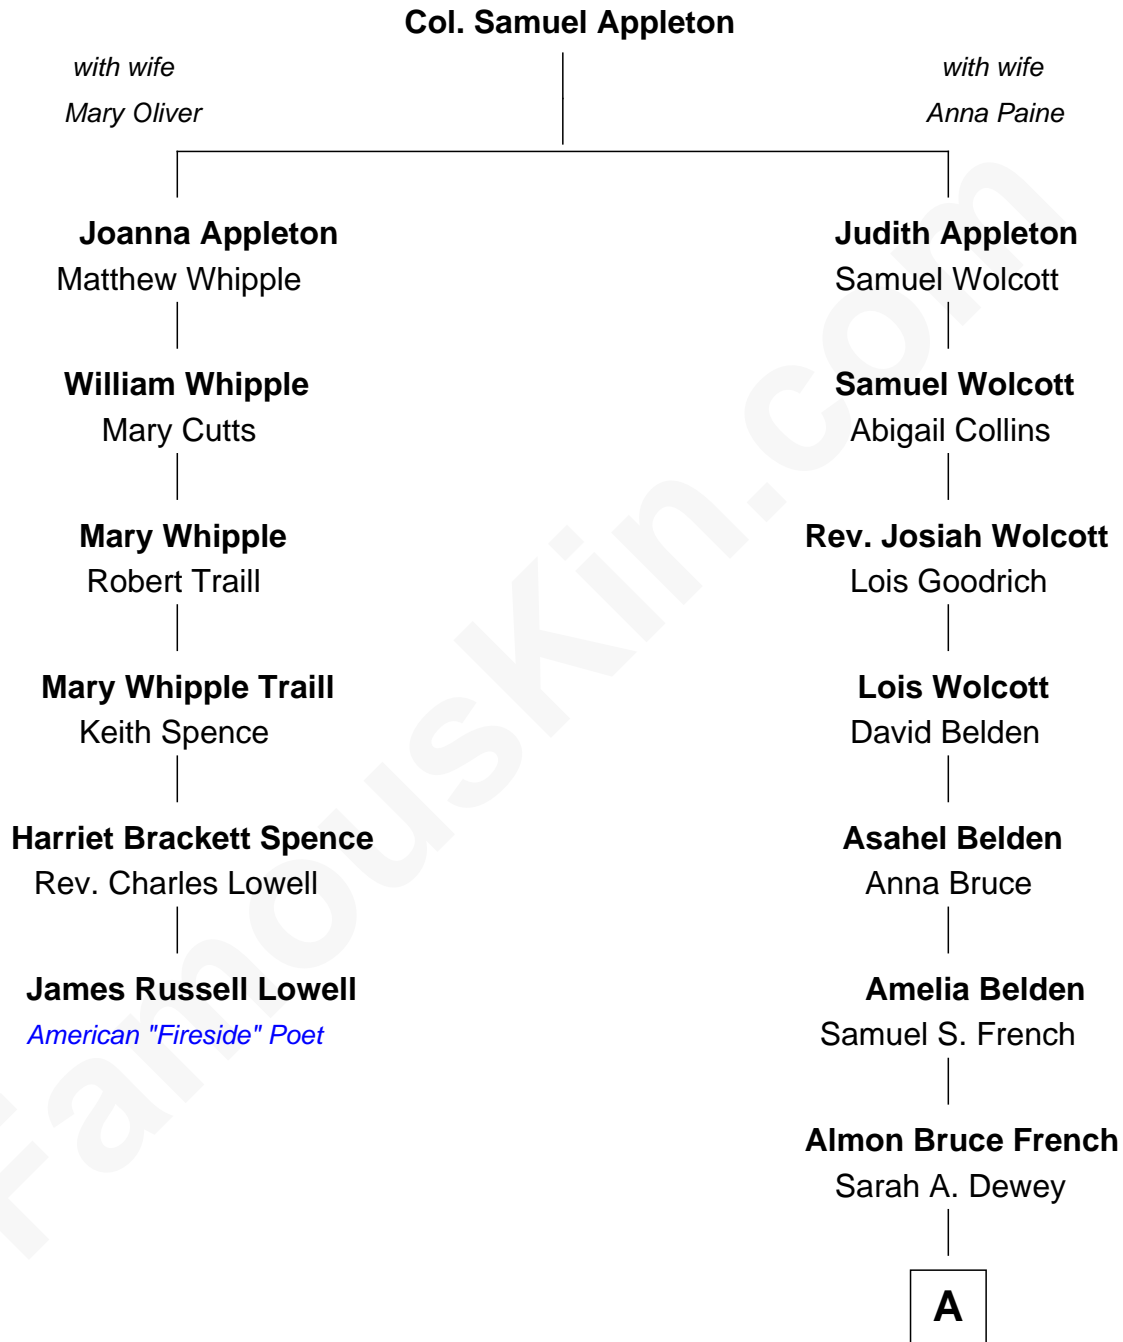 Col. Samuel Appleton
with wife
Mary Oliver
with wife
Anna Paine
Joanna Appleton
Matthew Whipple
Judith Appleton
Samuel Wolcott
William Whipple
Mary Cutts
Samuel Wolcott
Abigail Collins
Mary Whipple
Robert Traill
Rev. Josiah Wolcott
Lois Goodrich
Mary Whipple Traill
Keith Spence
Lois Wolcott
David Belden
Harriet Brackett Spence
Rev. Charles Lowell
Asahel Belden
Anna Bruce
James Russell Lowell
American "Fireside" Poet
Amelia Belden
Samuel S. French
Almon Bruce French
Sarah A. Dewey
A
FamousKin.com